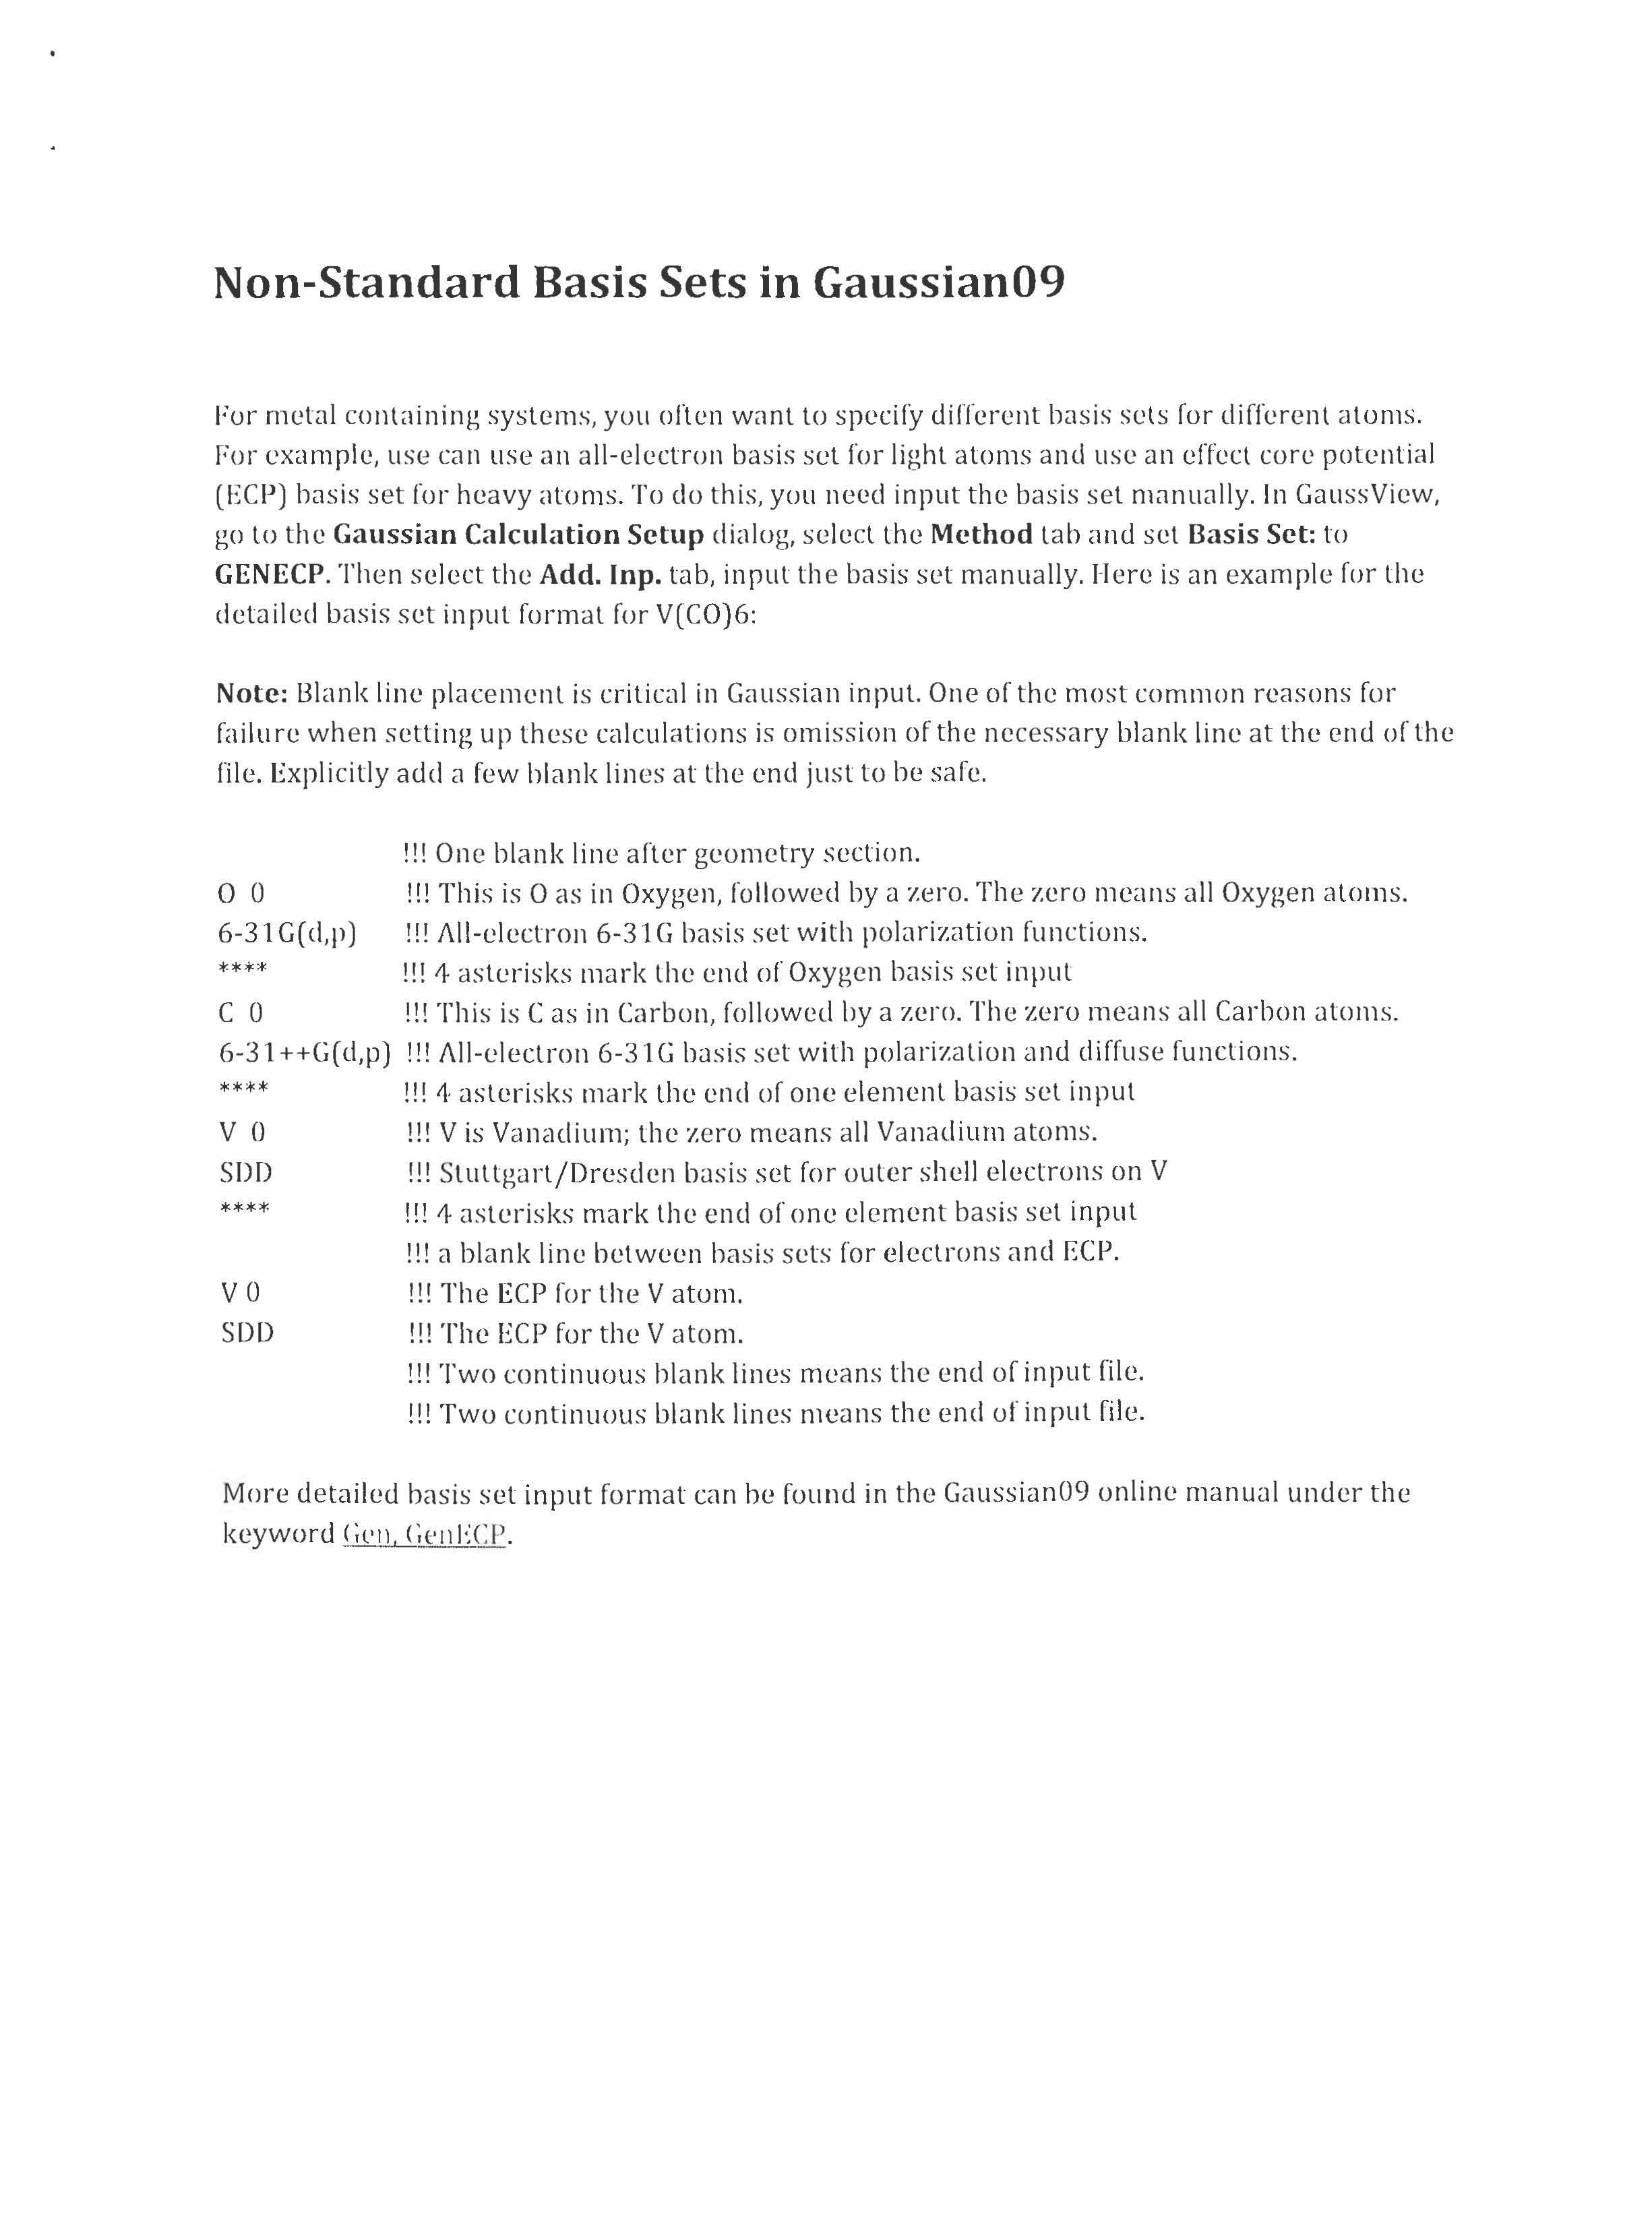 Non-Standard Basis Sets in Gaussian09
For metal containing systems, you often want to specify different basis sets for different atoms.
For example, use can use an all-electron basis set for light atoms and use an effect core potential
(ECP) basis set for heavy atoms. To do this, you need input the basis set manually. In GaussView,
go to the Gaussian Calculation Setup dialog, select the Method tab and set Basis Set: to
GENECP. Then select the Add. Inp. tab, input the basis set manually. Here is an example for the
detailed basis set input format for V(CO)6:
Note: Blank line placement is critical in Gaussian input. One of the most common reasons for
failure when setting up these calculations is omission of the necessary blank line at the end of the
file. Explicitly add a few blank lines at the end just to be safe.
!!! One blank line after geometry section.
O 0 !!! This is O as in Oxygen, followed by a zero. The zero means all Oxygen atoms.
6-31G(d,p) !!! All-electron 6-31G basis set with polarization functions.
**** !!! 4 asterisks mark the end of Oxygen basis set input
C 0 !!! This is C as in Carbon, followed by a zero. The zero means all Carbon atoms.
6-31++G(d,p) !!! All-electron 6-31G basis set with polarization and diffuse functions.
**** !!! 4 asterisks mark the end of one element basis set input
V 0 !!! V is Vanadium; the zero means all Vanadium atoms.
SDD !!! Stuttgart/Dresden basis set for outer shell electrons on V
**** !!! 4 asterisks mark the end of one element basis set input
!!! a blank line between basis sets for electrons and ECP.
V 0 !!! The ECP for the V atom.
SDD !!! The ECP for the V atom.
!!! Two continuous blank lines means the end of input file.
!!! Two continuous blank lines means the end of input file.
More detailed basis set input format can be found in the Gaussian09 online manual under the
keyword Gen, GenECP.